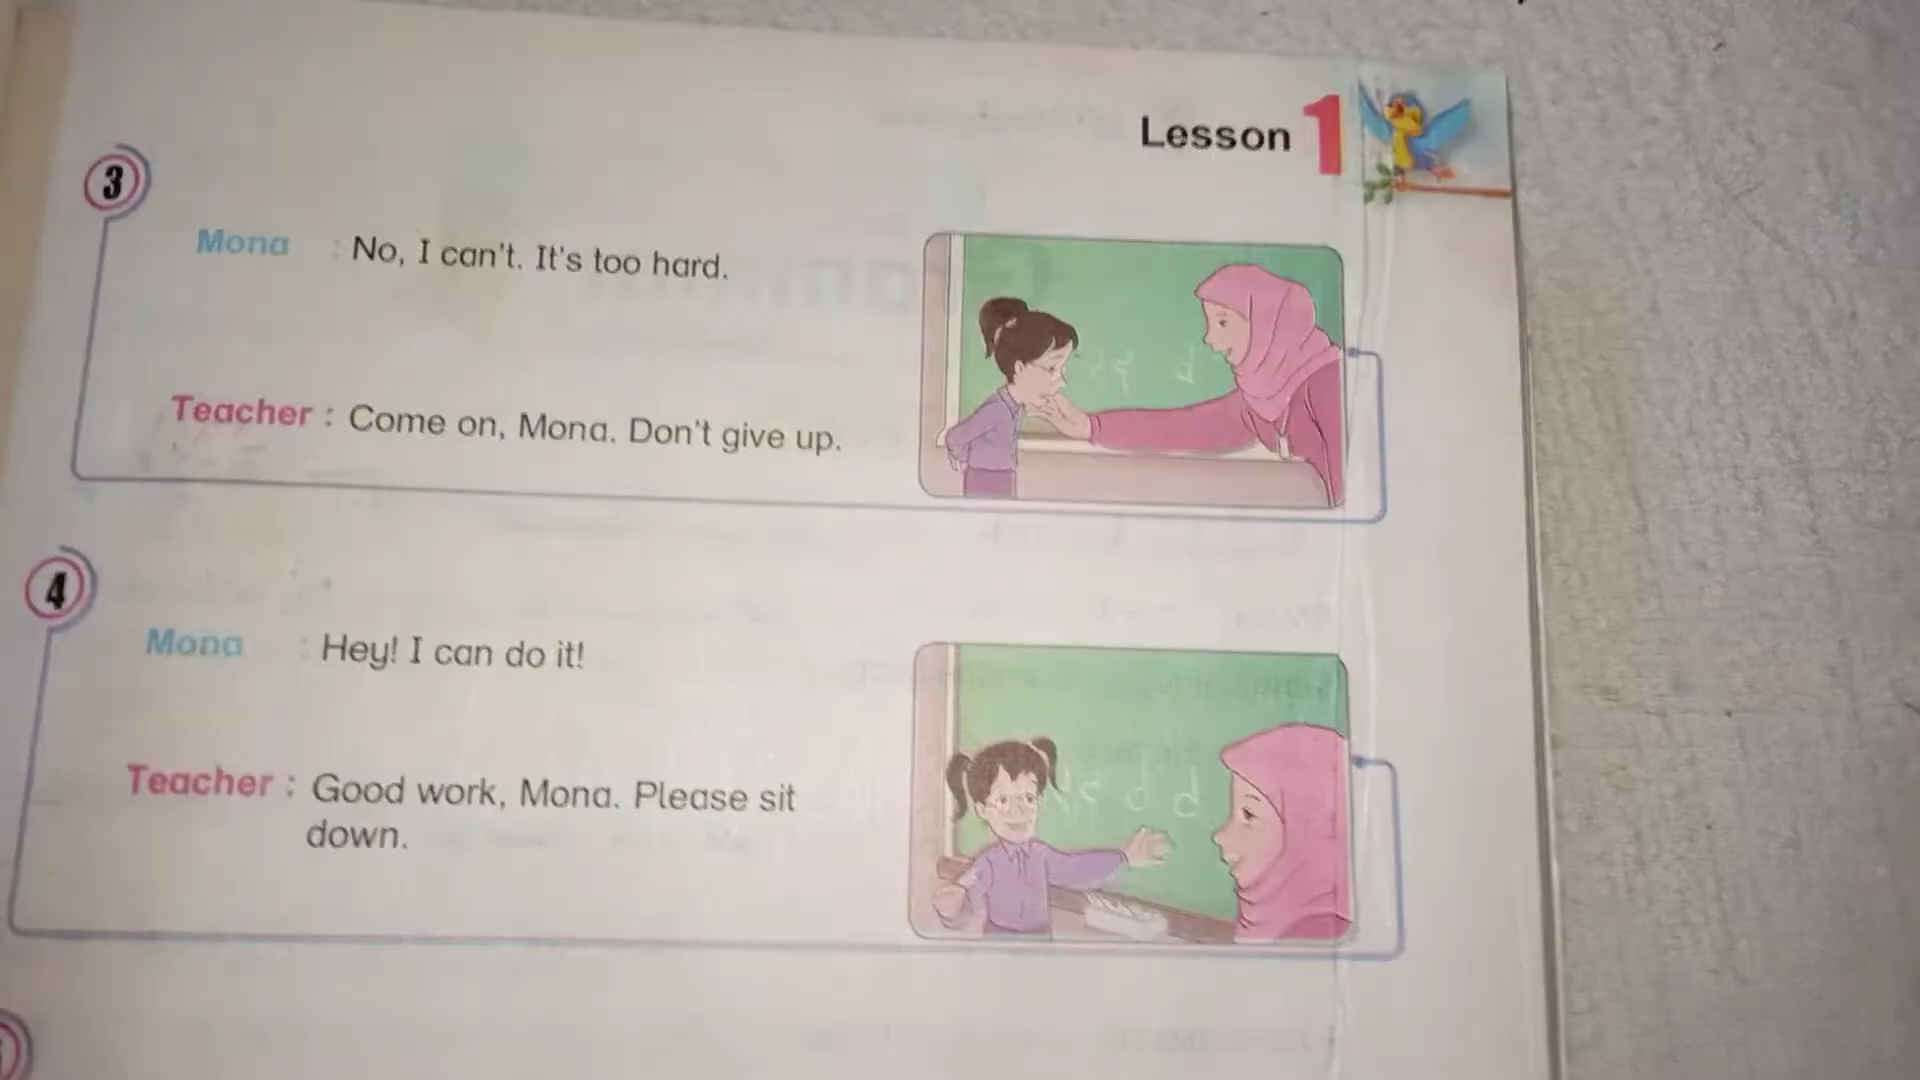 Lesson 1
3
Mona : No, I can't. It's too hard.
Teacher : Come on, Mona. Don't give up.
4
Mona : Hey! I can do it!
Teacher : Good work, Mona. Please sit
down.